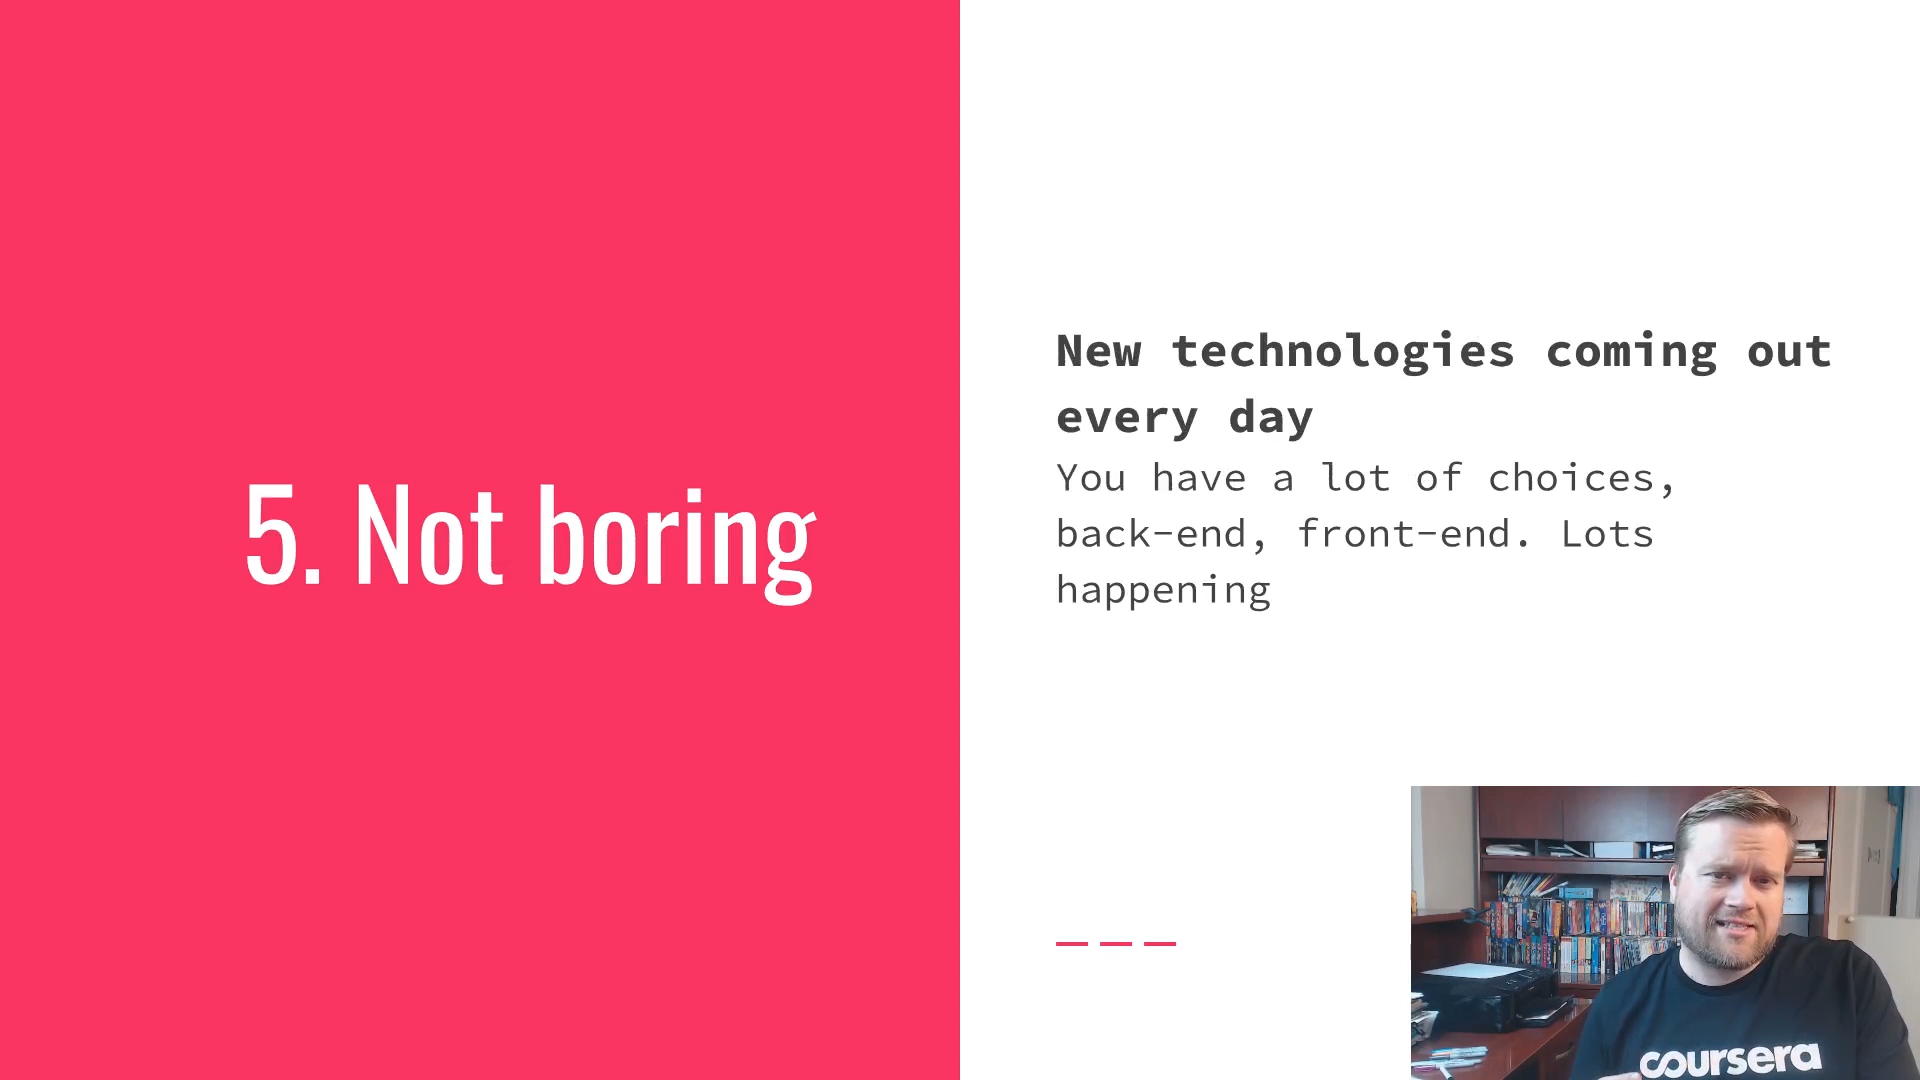 5. Not boring
New technologies coming out
every day
You have a lot of choices,
back-end, front-end. Lots
happening
coursera